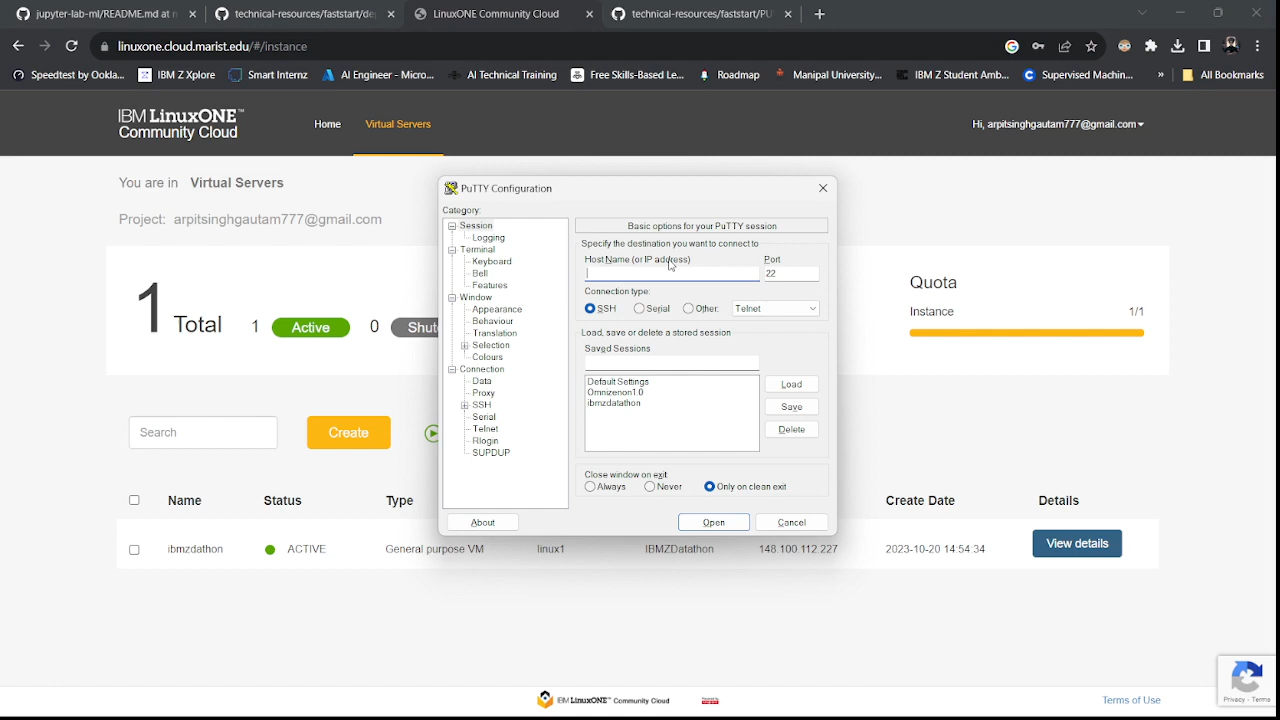 jupyter-lab-ml/README.md at m
technical-resources/faststart/de
LinuxONE Community Cloud
technical-resources/faststart/PU
linuxone.cloud.marist.edu/#/instance
Speedtest by Ookla...
IBM Z Xplore
Smart Internz
AI Engineer - Micro...
AI Technical Training
Free Skills-Based Le...
Roadmap
Manipal University,...
IBM Z Student Amb...
Supervised Machin...
»
All Bookmarks
IBM LinuxONE™
Community Cloud
Home
Virtual Servers
Hi, arpitsinghgautam777@gmail.com
You are in Virtual Servers
Project: arpitsinghgautam777@gmail.com
1 Total
1 Active
0 Shut
Quota
Instance 1/1
PuTTY Configuration
Category:
Session
Logging
Terminal
Keyboard
Bell
Features
Window
Appearance
Behaviour
Translation
Selection
Colours
Connection
Data
Proxy
SSH
Serial
Telnet
Rlogin
SUPDUP
Basic options for your PuTTY session
Specify the destination you want to connect to
Host Name (or IP address) Port
22
Connection type:
SSH Serial Other: Telnet
Load, save or delete a stored session
Saved Sessions
Default Settings
Omnizenon1.0
ibmzdatathon
Load
Save
Delete
Close window on exit
Always Never Only on clean exit
About Open Cancel
Search
Create
Name Status Type Create Date Details
ibmzdathon ACTIVE General purpose VM linux1 IBMZDatathon 148.100.112.227 2023-10-20 14:54:34 View details
IBM LinuxONE™ Community Cloud
Terms of Use
Privacy - Terms